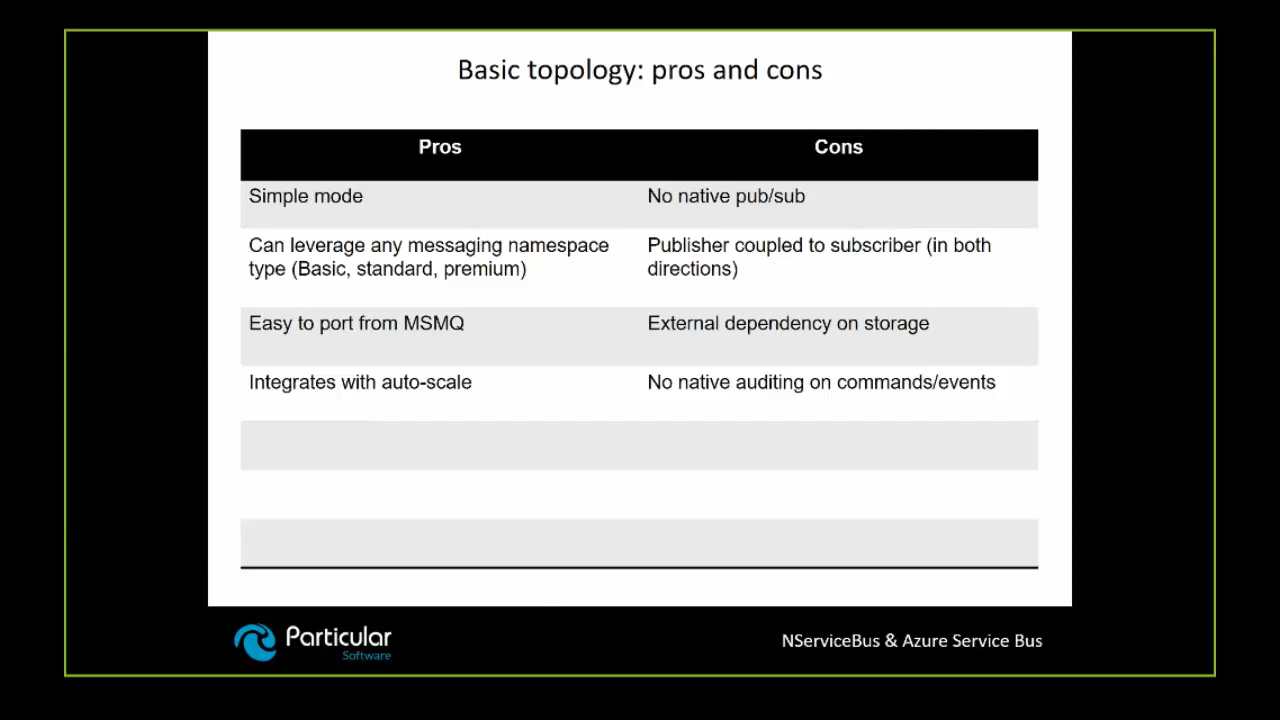 Basic topology: pros and cons
Pros
Cons
Simple mode
No native pub/sub
Can leverage any messaging namespace
type (Basic, standard, premium)
Publisher coupled to subscriber (in both
directions)
Easy to port from MSMQ
External dependency on storage
Integrates with auto-scale
No native auditing on commands/events
Particular
Software
NServiceBus & Azure Service Bus